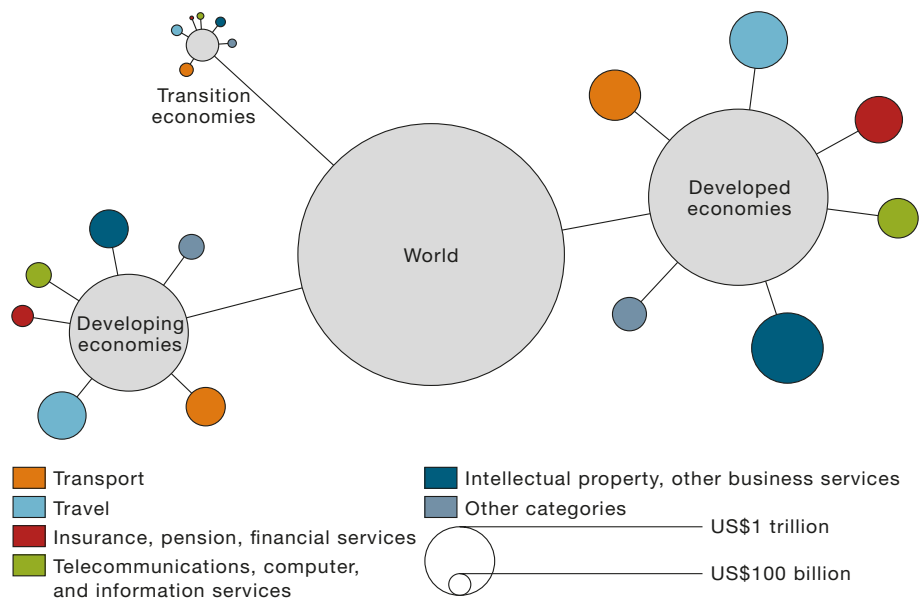 Transition
economies
Developed
economies
World
Developing
economies
Transport
Travel
Insurance, pension, financial services
Telecommunications, computer,
and information services
Intellectual property, other business services
Other categories
US$1 trillion
US$100 billion